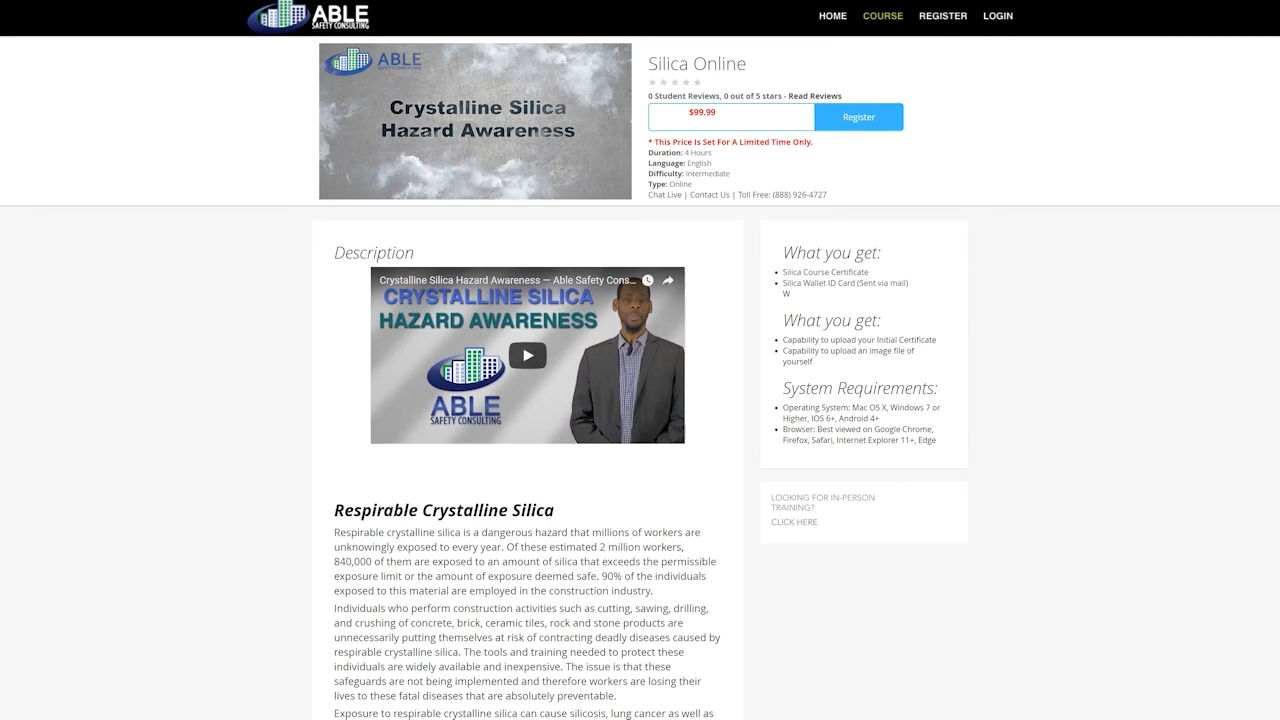 ABLE
SAFETY CONSULTING
HOME COURSE REGISTER LOGIN
ABLE
SAFETY CONSULTING
Crystalline Silica
Hazard Awareness
Silica Online
0 Student Reviews, 0 out of 5 stars - Read Reviews
$99.99
Register
* This Price Is Set For A Limited Time Only.
Duration: 4 Hours
Language: English
Difficulty: Intermediate
Type: Online
Chat Live | Contact Us | Toll Free: (888) 926-4727
Description
Crystalline Silica Hazard Awareness — Able Safety Cons...
CRYSTALLINE SILICA
HAZARD AWARENESS
ABLE
SAFETY CONSULTING
Respirable Crystalline Silica
Respirable crystalline silica is a dangerous hazard that millions of workers are
unknowingly exposed to every year. Of these estimated 2 million workers,
840,000 of them are exposed to an amount of silica that exceeds the permissible
exposure limit or the amount of exposure deemed safe. 90% of the individuals
exposed to this material are employed in the construction industry.
Individuals who perform construction activities such as cutting, sawing, drilling,
and crushing of concrete, brick, ceramic tiles, rock and stone products are
unnecessarily putting themselves at risk of contracting deadly diseases caused by
respirable crystalline silica. The tools and training needed to protect these
individuals are widely available and inexpensive. The issue is that these
safeguards are not being implemented and therefore workers are losing their
lives to these fatal diseases that are absolutely preventable.
Exposure to respirable crystalline silica can cause silicosis, lung cancer as well as
What you get:
Silica Course Certificate
Silica Wallet ID Card (Sent via mail)
W
What you get:
Capability to upload your Initial Certificate
Capability to upload an image file of
yourself
System Requirements:
Operating System: Mac OS X, Windows 7 or
Higher, IOS 6+, Android 4+
Browser: Best viewed on Google Chrome,
Firefox, Safari, Internet Explorer 11+, Edge
LOOKING FOR IN-PERSON
TRAINING?
CLICK HERE